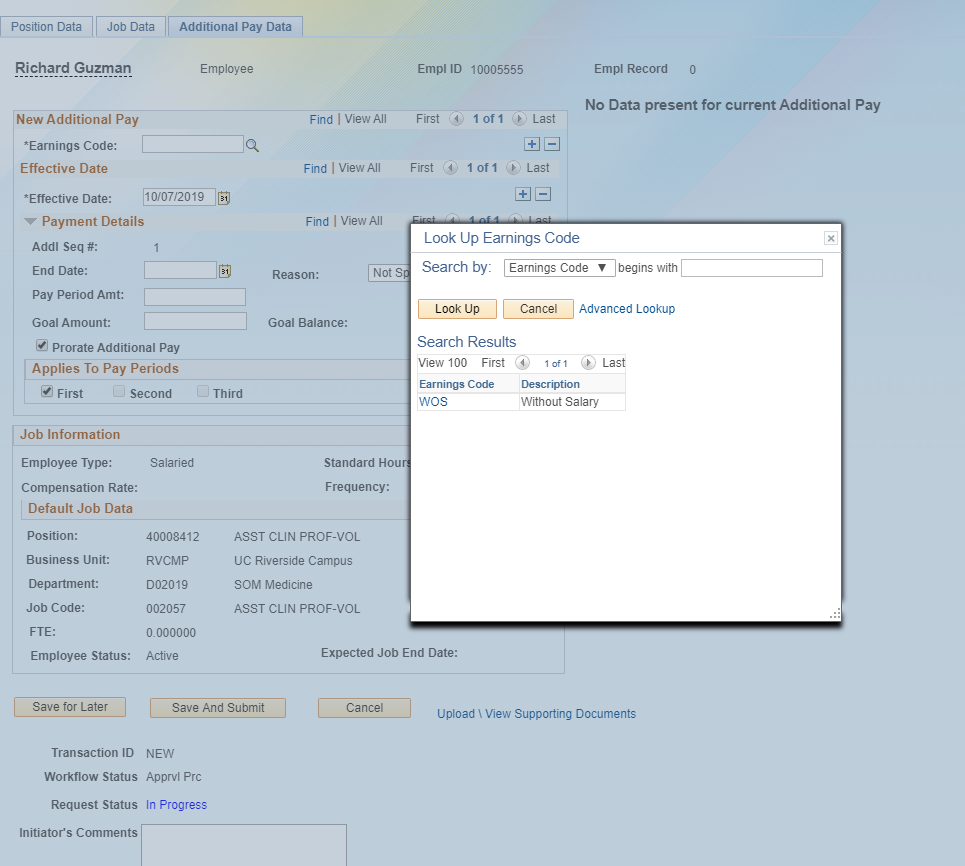 Position Data Job Data Additional Pay Data
Richard Guzman Employee Empl ID 10005555 Empl Record 0
No Data present for current Additional Pay
New Additional Pay Find | View All First 1 of 1 Last
*Earnings Code:
Effective Date Find | View All First 1 of 1 Last
*Effective Date: 10/07/2019 31
Payment Details Find | View All First 1 of 1 Last
Addl Seq #: 1
End Date: 31 Reason: Not Sp
Pay Period Amt:
Goal Amount: Goal Balance:
Prorate Additional Pay
Applies To Pay Periods
First Second Third
Look Up Earnings Code
Search by: Earnings Code begins with
Look Up Cancel Advanced Lookup
Search Results
View 100 First 1 of 1 Last
Earnings Code Description
WOS Without Salary
Job Information
Employee Type: Salaried Standard Hours
Compensation Rate: Frequency:
Default Job Data
Position: 40008412 ASST CLIN PROF-VOL
Business Unit: RVCMP UC Riverside Campus
Department: D02019 SOM Medicine
Job Code: 002057 ASST CLIN PROF-VOL
FTE: 0.000000
Employee Status: Active Expected Job End Date:
Save for Later Save And Submit Cancel Upload \ View Supporting Documents
Transaction ID NEW
Workflow Status Apprvl Prc
Request Status In Progress
Initiator's Comments